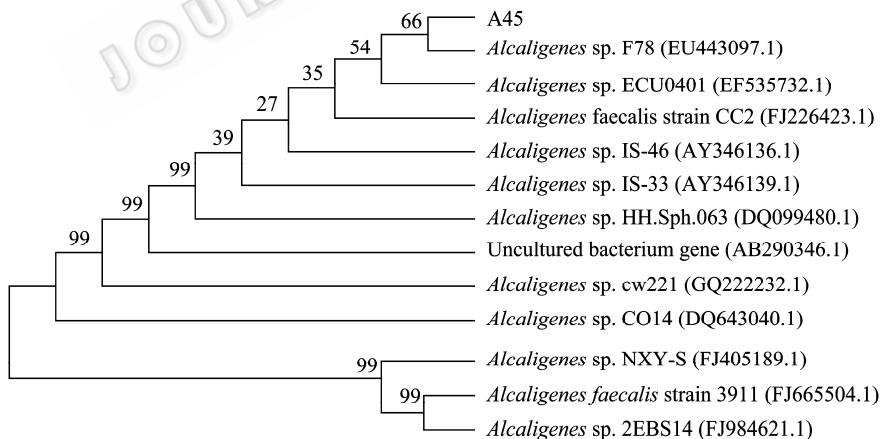 JOUR
66
A45
Alcaligenes sp. F78 (EU443097.1)
54
Alcaligenes sp. ECU0401 (EF535732.1)
35
Alcaligenes faecalis strain CC2 (FJ226423.1)
27
Alcaligenes sp. IS-46 (AY346136.1)
39
Alcaligenes sp. IS-33 (AY346139.1)
99
Alcaligenes sp. HH.Sph.063 (DQ099480.1)
99
Uncultured bacterium gene (AB290346.1)
99
Alcaligenes sp. cw221 (GQ222232.1)
Alcaligenes sp. CO14 (DQ643040.1)
99
Alcaligenes sp. NXY-S (FJ405189.1)
99
Alcaligenes faecalis strain 3911 (FJ665504.1)
Alcaligenes sp. 2EBS14 (FJ984621.1)